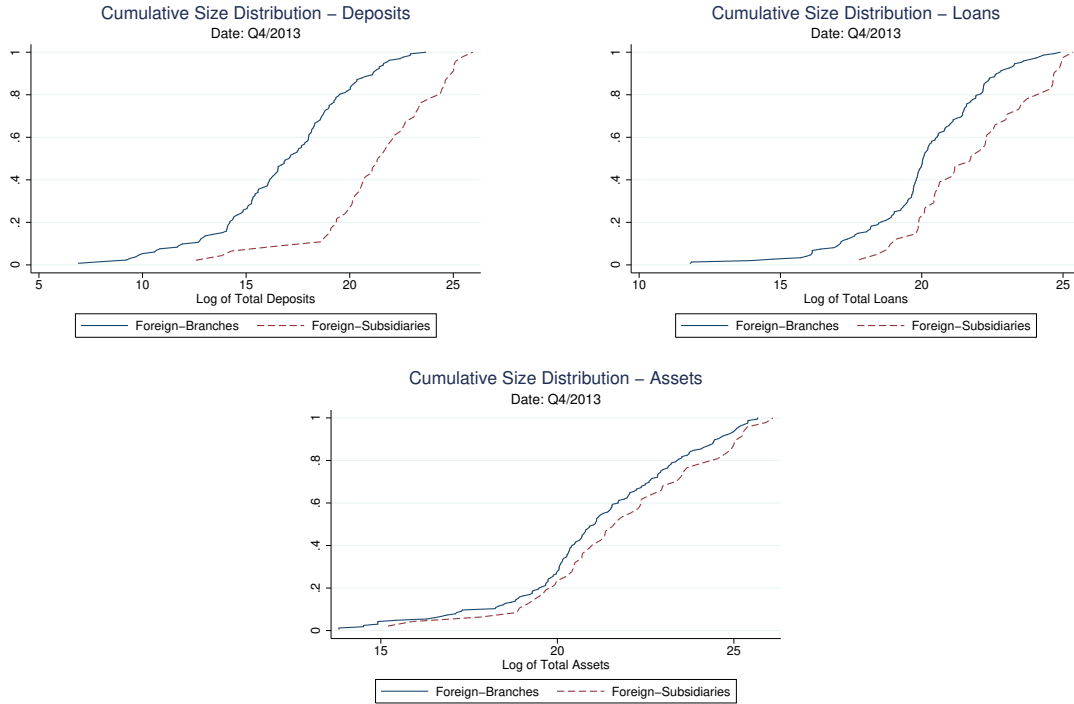 Cumulative Size Distribution − Deposits
Date: Q4/2013
1
.8
.6
.4
.2
0
5 10 15 20 25
Log of Total Deposits
Foreign−Branches Foreign−Subsidiaries
Cumulative Size Distribution − Loans
Date: Q4/2013
1
.8
.6
.4
.2
0
10 15 20 25
Log of Total Loans
Foreign−Branches Foreign−Subsidiaries
Cumulative Size Distribution − Assets
Date: Q4/2013
1
.8
.6
.4
.2
0
15 20 25
Log of Total Assets
Foreign−Branches Foreign−Subsidiaries